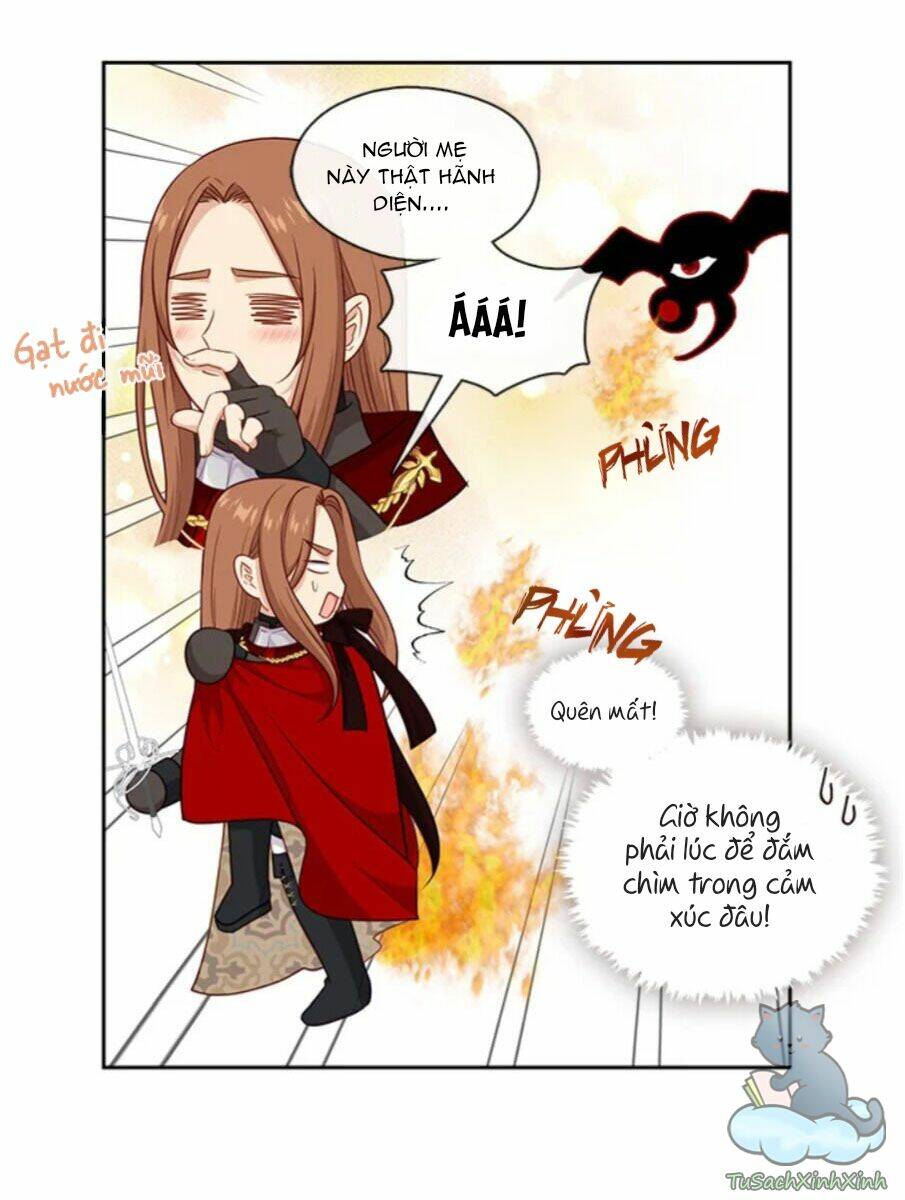 NGƯỜI MẸ
NÀY THẬT HÃNH
DIỆN....
ÁÁÁ!
Gạt đi
nước mũi
PHỪNG
PHỪNG
Quên mất!
Giờ không
phải lúc để đắm
chìm trong cảm
xúc đâu!
TuSachXinhXinh